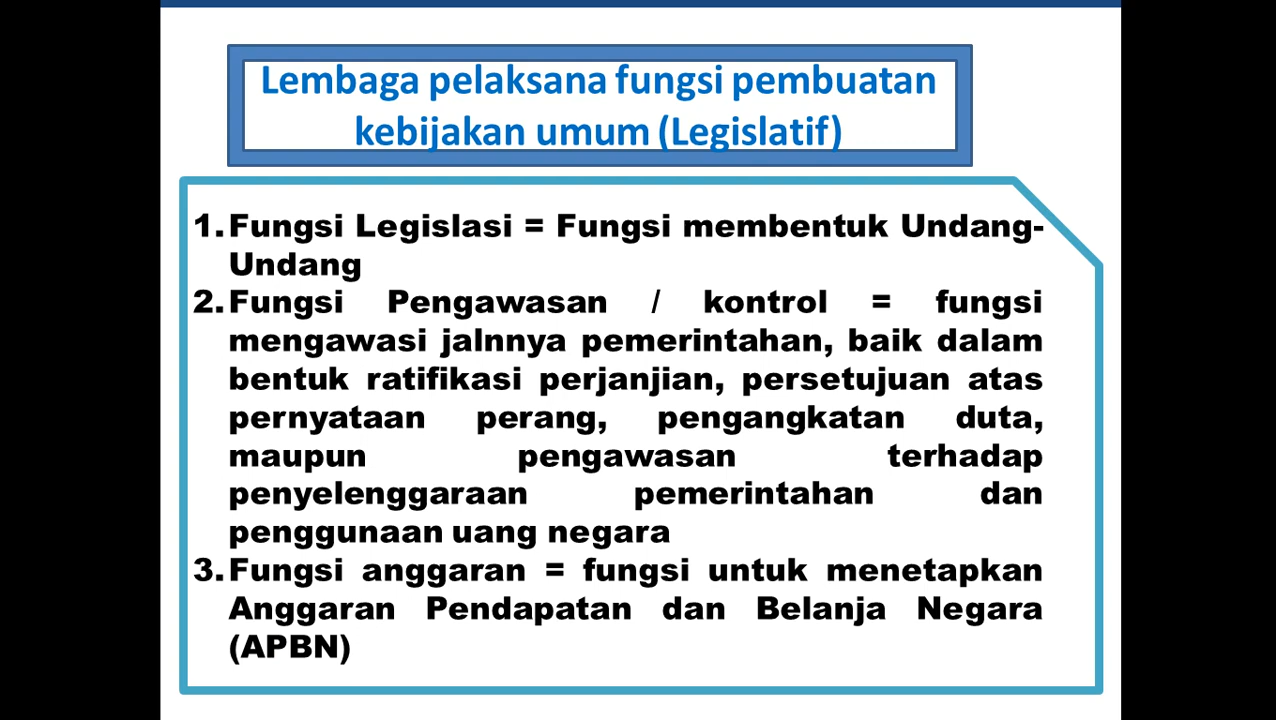 Lembaga pelaksana fungsi pembuatan
kebijakan umum (Legislatif)
1. Fungsi Legislasi = Fungsi membentuk Undang-
Undang
2. Fungsi Pengawasan / kontrol = fungsi
mengawasi jalnnya pemerintahan, baik dalam
bentuk ratifikasi perjanjian, persetujuan atas
pernyataan perang, pengangkatan duta,
maupun pengawasan terhadap
penyelenggaraan pemerintahan dan
penggunaan uang negara
3. Fungsi anggaran = fungsi untuk menetapkan
Anggaran Pendapatan dan Belanja Negara
(APBN)